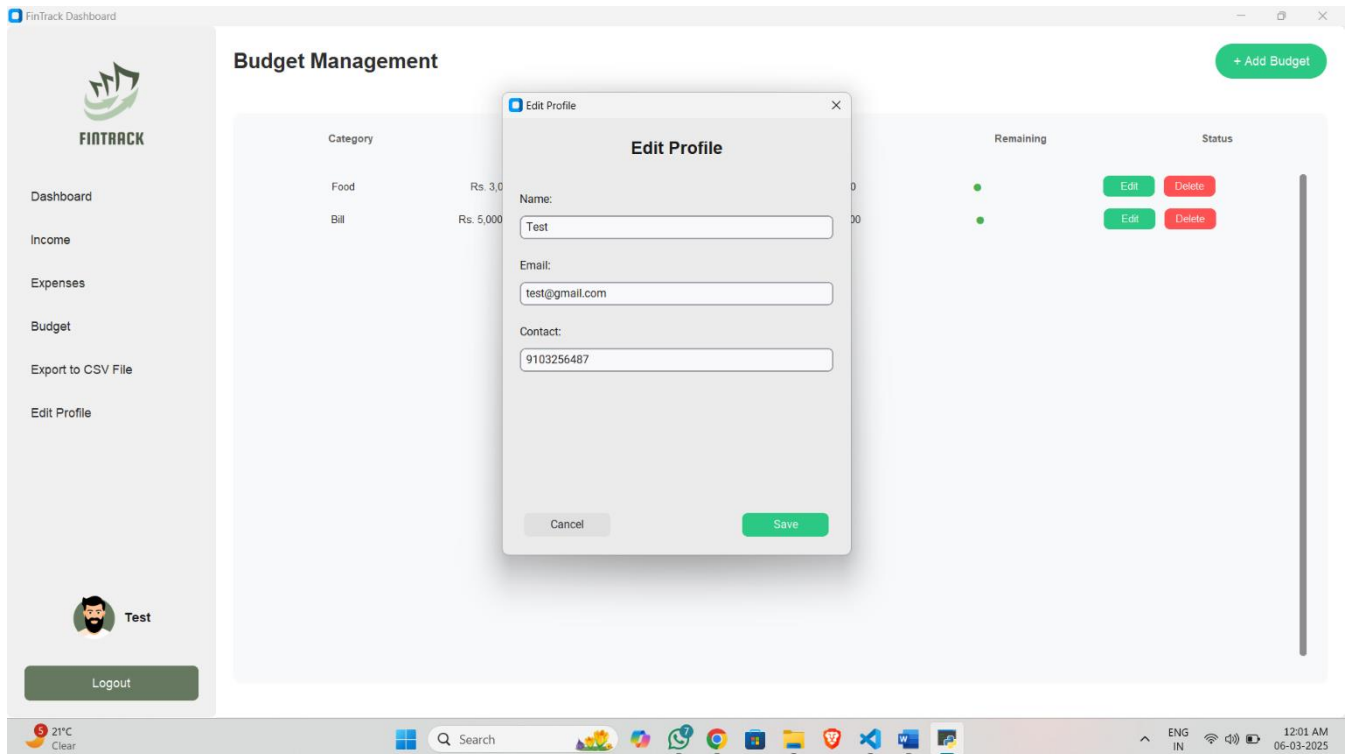 FinTrack Dashboard
FINTRACK
Dashboard
Income
Expenses
Budget
Export to CSV File
Edit Profile
Test
Logout
Budget Management
+ Add Budget
Category Remaining Status
Food Rs. 3,0 0 Edit Delete
Bill Rs. 5,000 00 Edit Delete
Edit Profile
Edit Profile
Name:
Test
Email:
test@gmail.com
Contact:
9103256487
Cancel Save
5 21°C
Clear
Search
ENG
IN
12:01 AM
06-03-2025